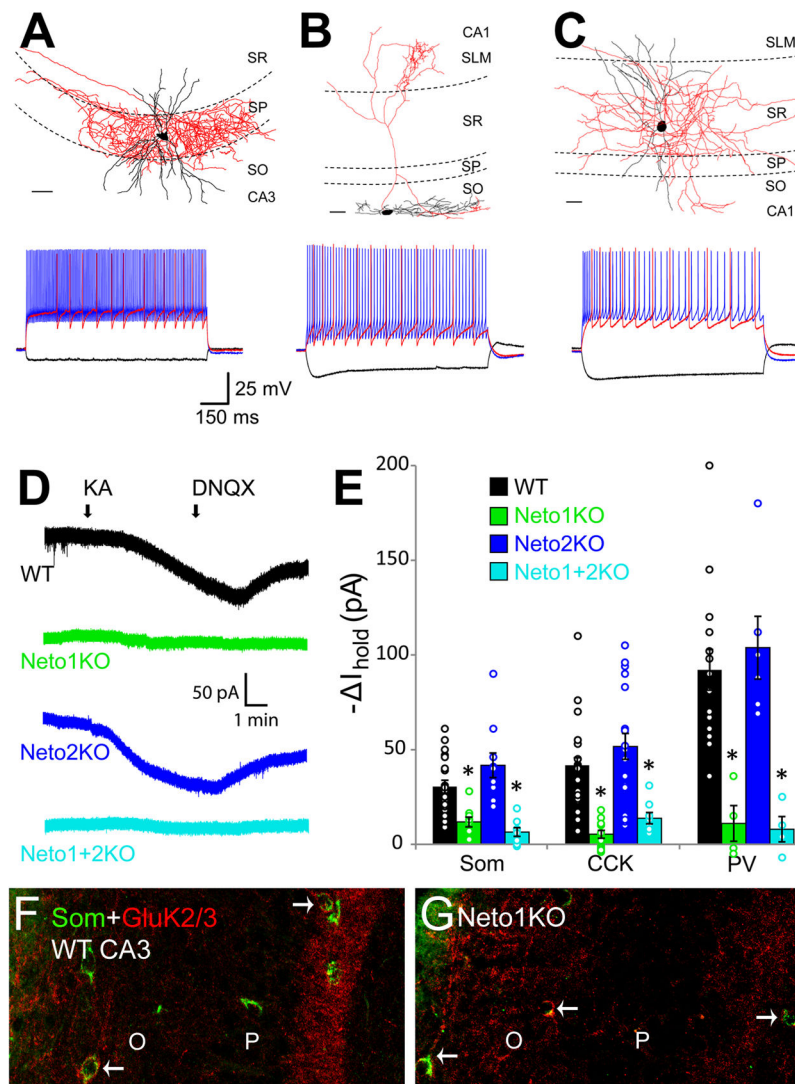 A
SR
SP
SO
CA3
B
CA1
SLM
SR
SP
SO
C
SLM
SR
SP
SO
CA1
25 mV
150 ms
D
KA
DNQX
WT
Neto1KO
50 pA
1 min
Neto2KO
Neto1+2KO
E
200
150
100
50
0
-ΔIhold (pA)
WT
Neto1KO
Neto2KO
Neto1+2KO
* * * * * *
Som
CCK
PV
F
Som+GluK2/3
WT CA3
O
P
G
Neto1KO
O
P